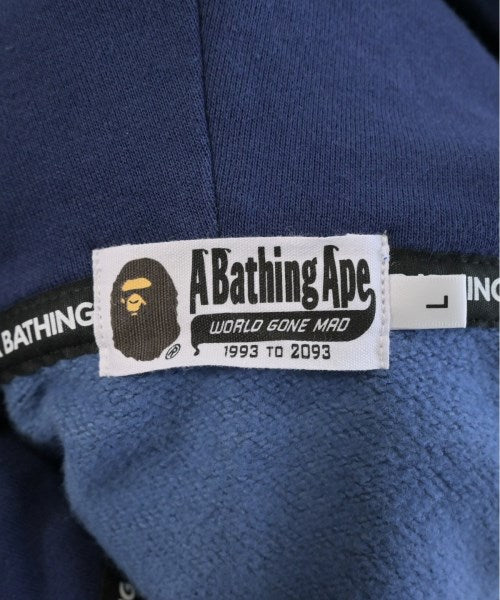 A Bathing Ape
WORLD GONE MAD
1993 TO 2093
®
L
A BATHING
ING